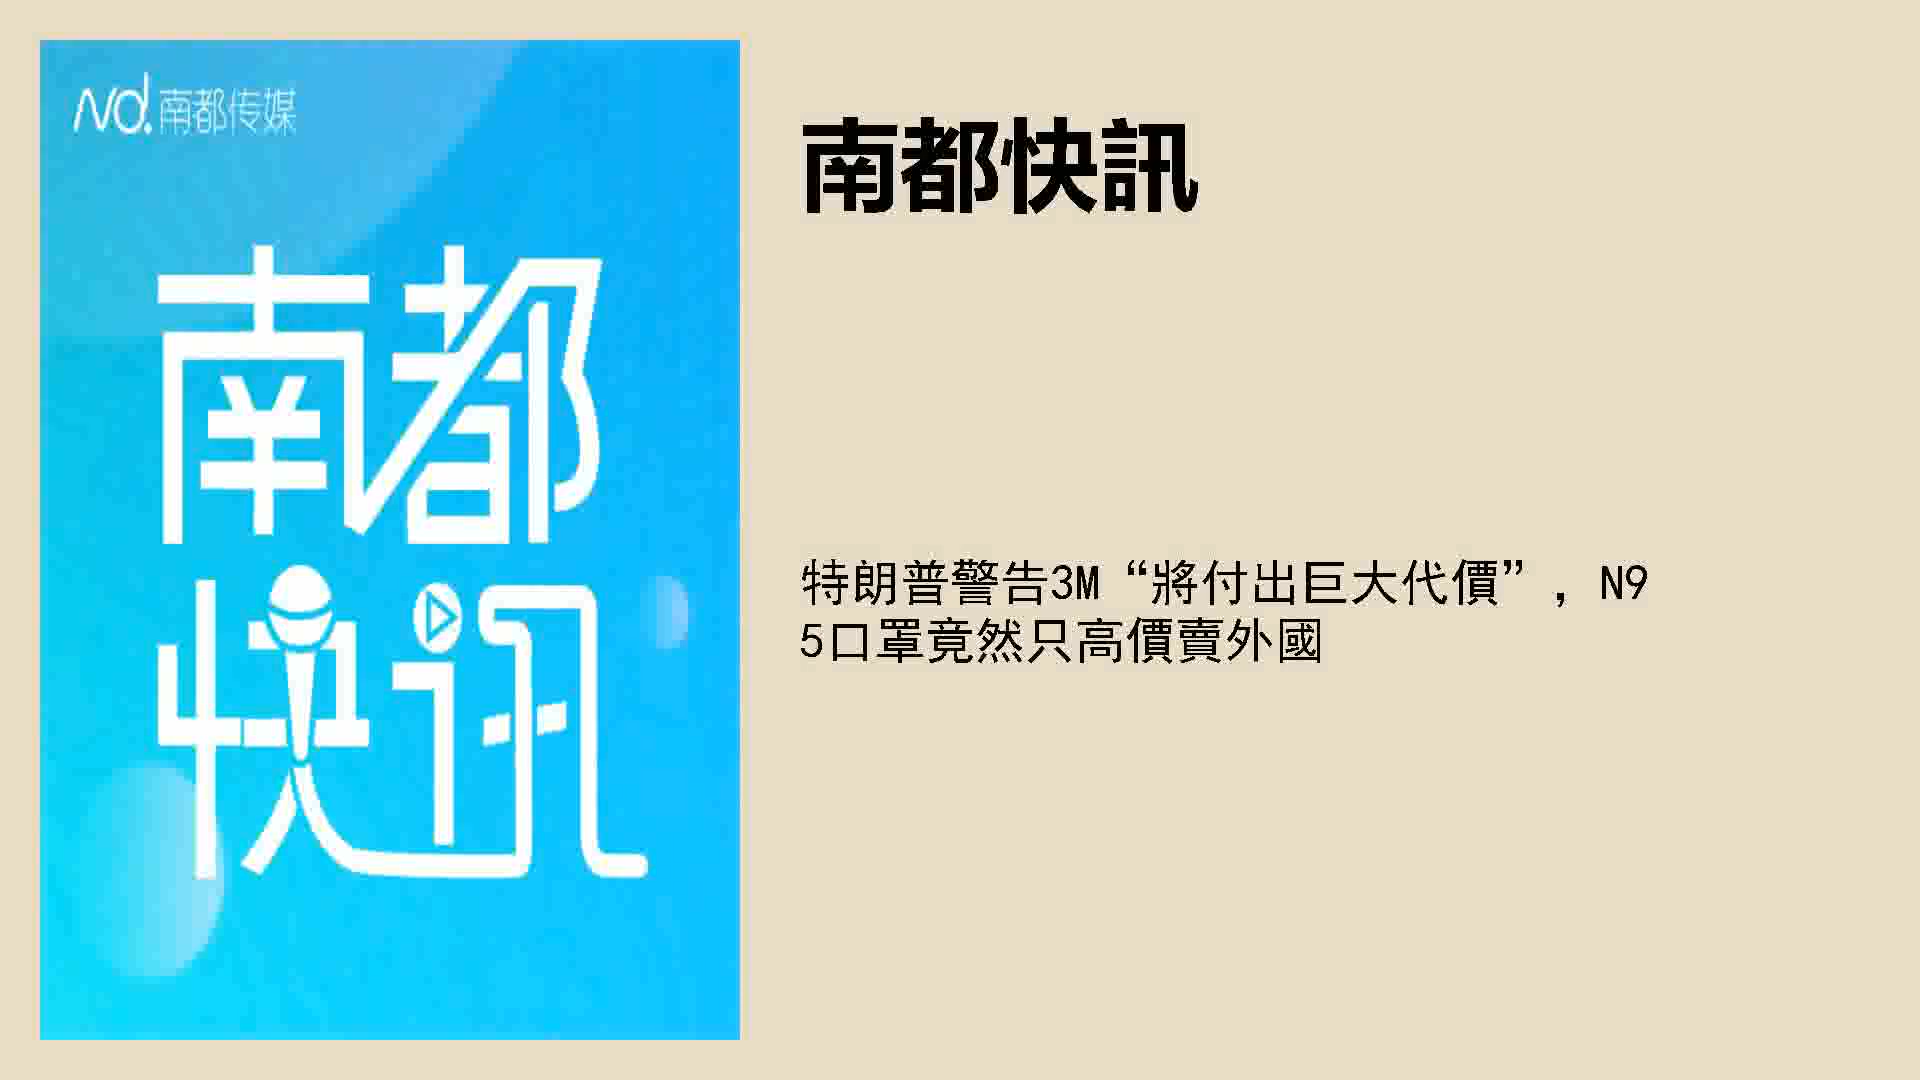 Nd.南都传媒
南都
快讯
南都快訊
特朗普警告3M“將付出巨大代價”，N9
5口罩竟然只高價賣外國